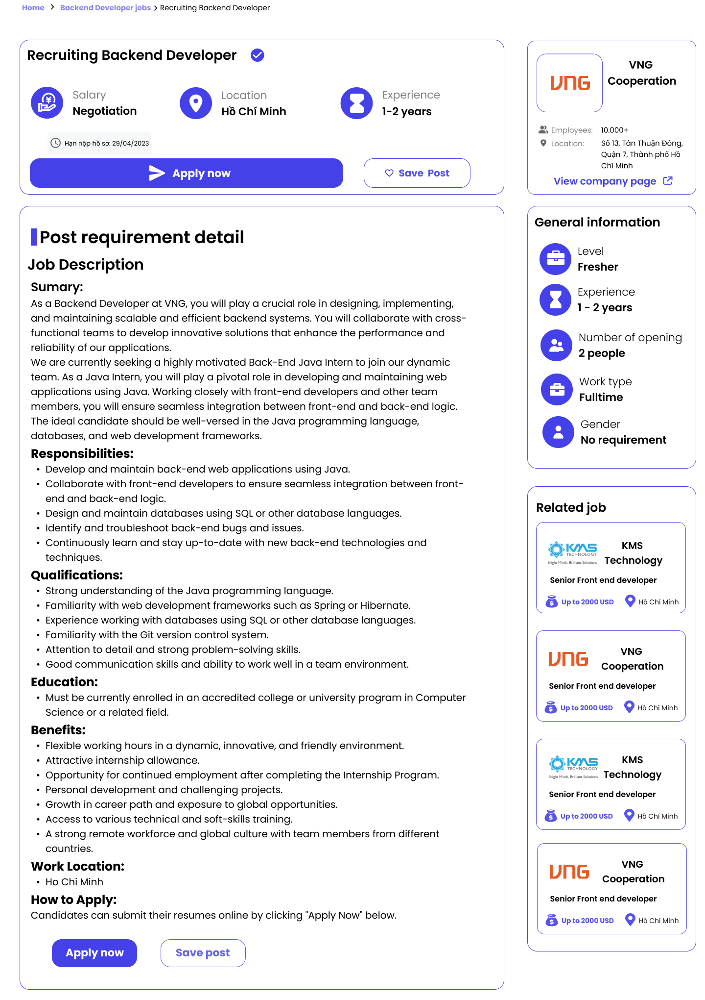 Home > Backend Developer jobs > Recruiting Backend Developer
Recruiting Backend Developer
Salary
Negotiation
Location
Hồ Chí Minh
Experience
1-2 years
Hạn nộp hồ sơ: 29/04/2023
Apply now
Save Post
VNG
VNG
Cooperation
Employees: 10.000+
Location: Số 13, Tân Thuận Đông,
Quận 7, Thành phố Hồ
Chí Minh
View company page
Post requirement detail
Job Description
Sumary:
As a Backend Developer at VNG, you will play a crucial role in designing, implementing,
and maintaining scalable and efficient backend systems. You will collaborate with cross-
functional teams to develop innovative solutions that enhance the performance and
reliability of our applications.
We are currently seeking a highly motivated Back-End Java Intern to join our dynamic
team. As a Java Intern, you will play a pivotal role in developing and maintaining web
applications using Java. Working closely with front-end developers and other team
members, you will ensure seamless integration between front-end and back-end logic.
The ideal candidate should be well-versed in the Java programming language,
databases, and web development frameworks.
Responsibilities:
• Develop and maintain back-end web applications using Java.
• Collaborate with front-end developers to ensure seamless integration between front-
end and back-end logic.
• Design and maintain databases using SQL or other database languages.
• Identify and troubleshoot back-end bugs and issues.
• Continuously learn and stay up-to-date with new back-end technologies and
techniques.
Qualifications:
• Strong understanding of the Java programming language.
• Familiarity with web development frameworks such as Spring or Hibernate.
• Experience working with databases using SQL or other database languages.
• Familiarity with the Git version control system.
• Attention to detail and strong problem-solving skills.
• Good communication skills and ability to work well in a team environment.
Education:
• Must be currently enrolled in an accredited college or university program in Computer
Science or a related field.
Benefits:
• Flexible working hours in a dynamic, innovative, and friendly environment.
• Attractive internship allowance.
• Opportunity for continued employment after completing the Internship Program.
• Personal development and challenging projects.
• Growth in career path and exposure to global opportunities.
• Access to various technical and soft-skills training.
• A strong remote workforce and global culture with team members from different
countries.
Work Location:
• Ho Chi Minh
How to Apply:
Candidates can submit their resumes online by clicking "Apply Now" below.
Apply now
Save post
General information
Level
Fresher
Experience
1 - 2 years
Number of opening
2 people
Work type
Fulltime
Gender
No requirement
Related job
KMS
TECHNOLOGY
Bright Minds, Brilliant Solutions
KMS
Technology
Senior Front end developer
Up to 2000 USD
Hồ Chí Minh
VNG
VNG
Cooperation
Senior Front end developer
Up to 2000 USD
Hồ Chí Minh
KMS
TECHNOLOGY
Bright Minds, Brilliant Solutions
KMS
Technology
Senior Front end developer
Up to 2000 USD
Hồ Chí Minh
VNG
VNG
Cooperation
Senior Front end developer
Up to 2000 USD
Hồ Chí Minh